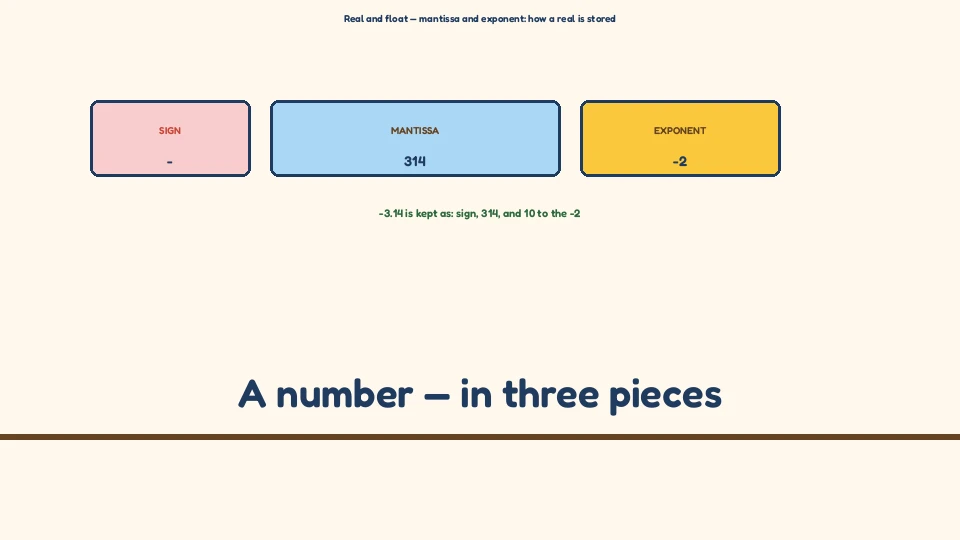 Real and float — mantissa and exponent: how a real is stored
SIGN
-
MANTISSA
314
EXPONENT
-2
-3.14 is kept as: sign, 314, and 10 to the -2
A number — in three pieces